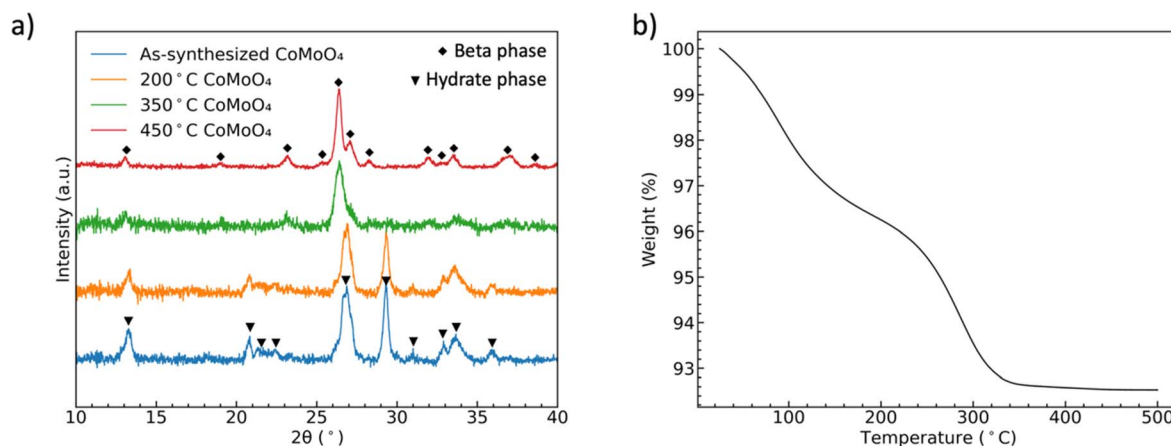 a)
As-synthesized CoMoO₄
200°C CoMoO₄
350°C CoMoO₄
450°C CoMoO₄
Beta phase
Hydrate phase
Intensity (a.u.)
10 15 20 25 30 35 40
2θ (°)
b)
100
99
98
97
96
95
94
93
Weight (%)
100 200 300 400 500
Temperature (°C)